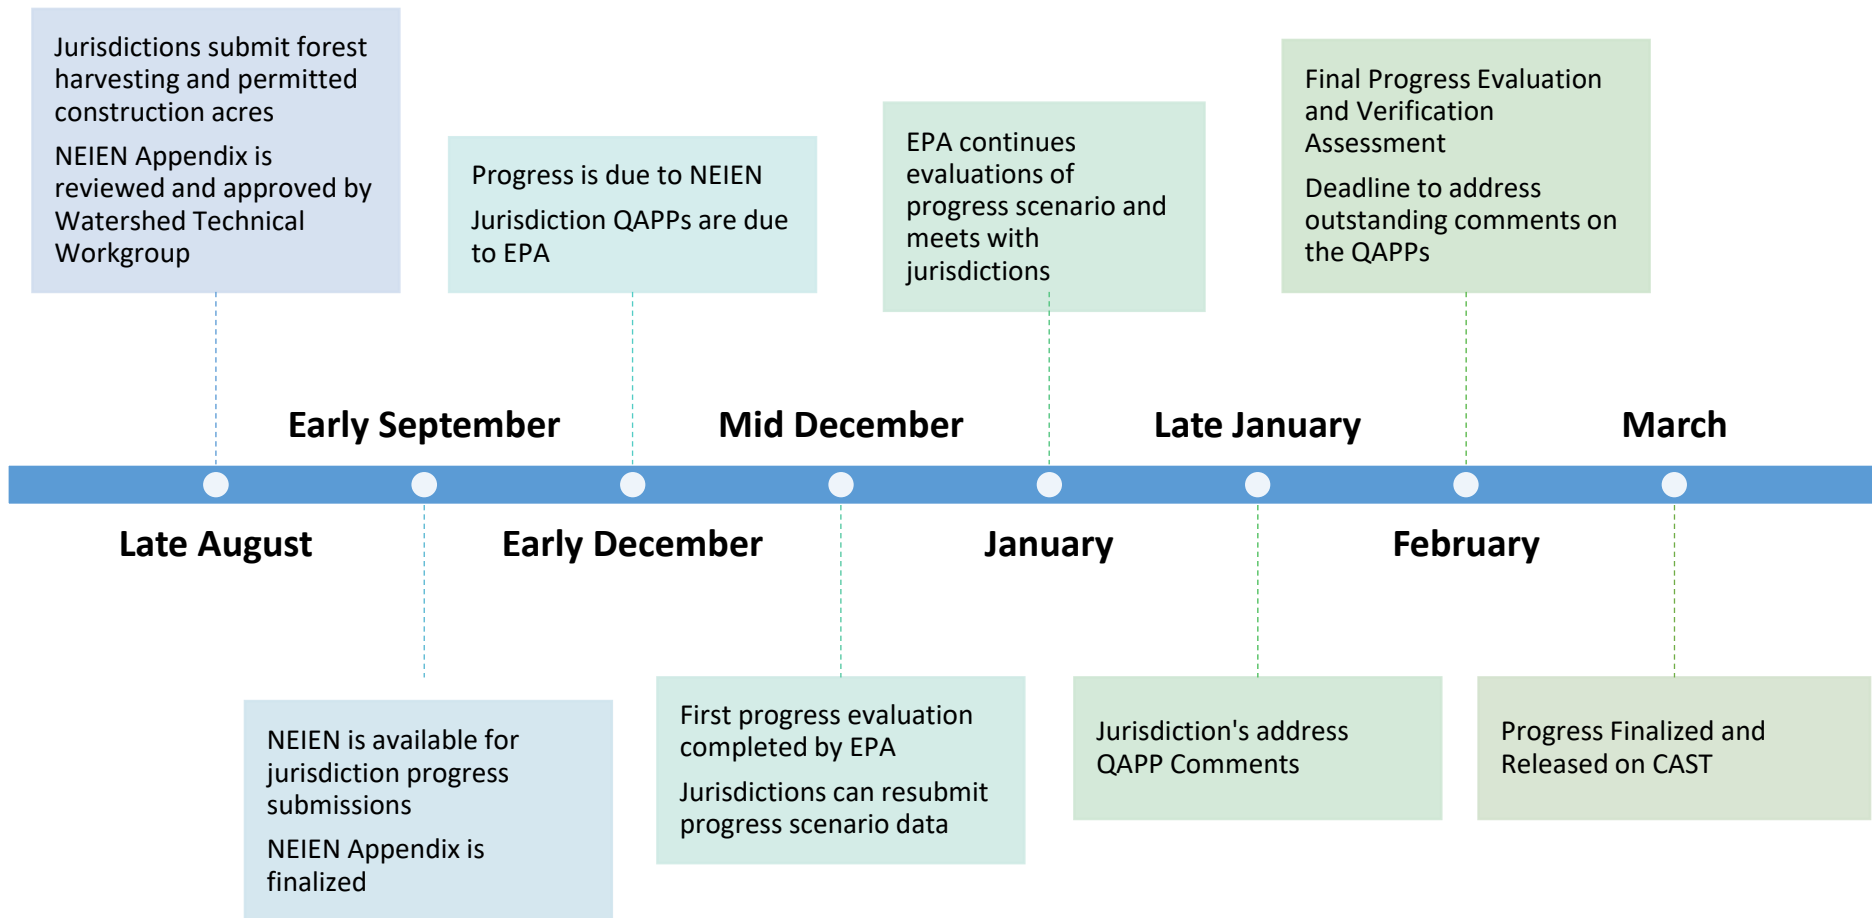 Jurisdictions submit forest
harvesting and permitted
construction acres
NEIEN Appendix is
reviewed and approved by
Watershed Technical
Workgroup
Progress is due to NEIEN
Jurisdiction QAPPs are due
to EPA
EPA continues
evaluations of
progress scenario and
meets with
jurisdictions
Final Progress Evaluation
and Verification
Assessment
Deadline to address
outstanding comments on
the QAPPs
Early September
Mid December
Late January
March
Late August
Early December
January
February
NEIEN is available for
jurisdiction progress
submissions
NEIEN Appendix is
finalized
First progress evaluation
completed by EPA
Jurisdictions can resubmit
progress scenario data
Jurisdiction's address
QAPP Comments
Progress Finalized and
Released on CAST